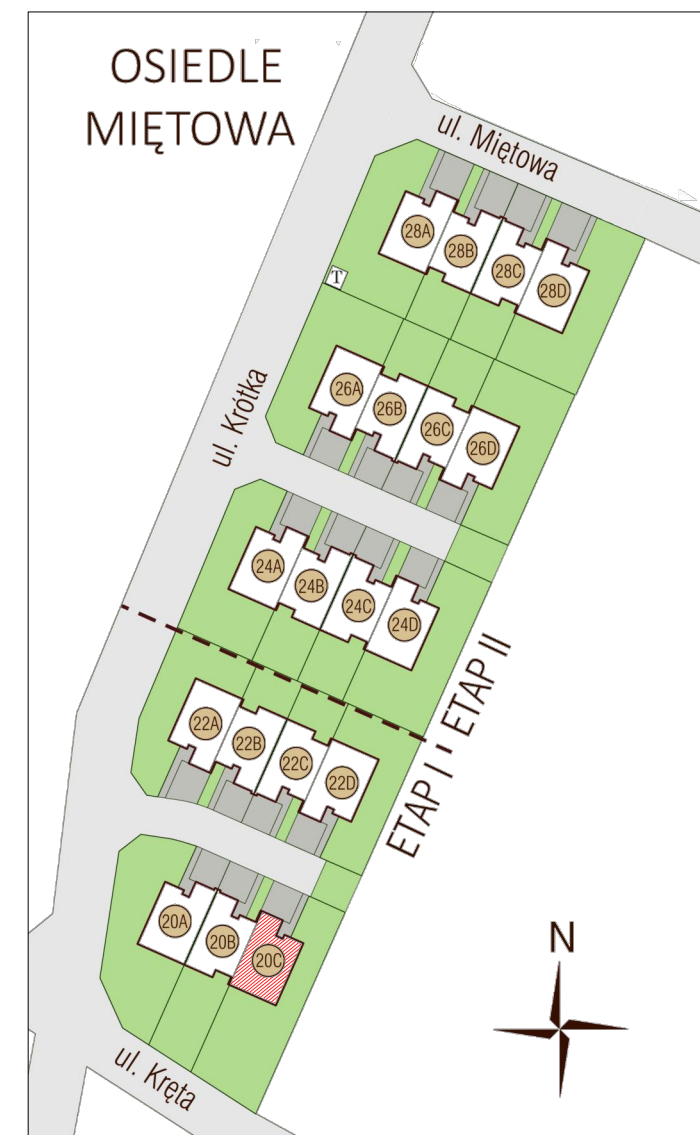 OSIEDLE
MIĘTOWA
ul. Miętowa
28A
28B
28C
28D
T
ul. Krótka
26A
26B
26C
26D
24A
24B
24C
24D
ETAP II
ETAP I
22A
22B
22C
22D
20A
20B
20C
N
ul. Kręta